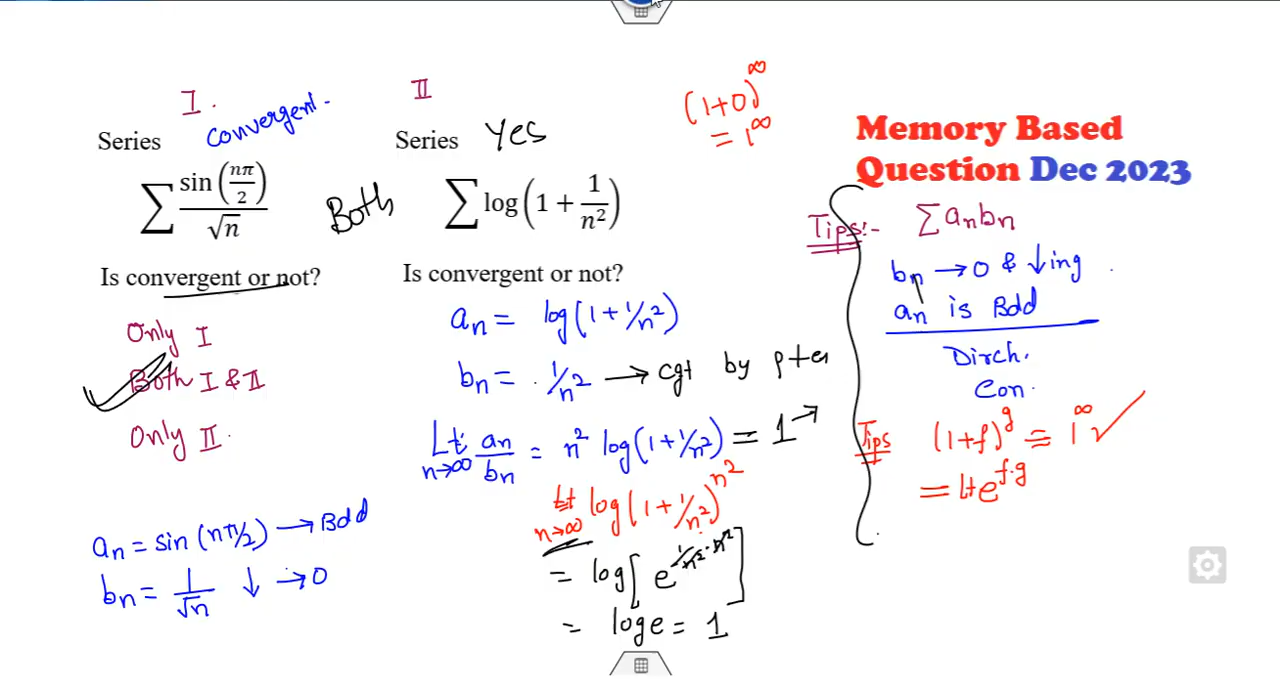 I.
convergent.
Series
∑ sin(nπ/2)/√n
Is convergent or not?
Only I
Both I & II
Only II.
an = sin(nπ/2) → Bdd
bn = 1/√n ↓ → 0
Both
II
Series Yes
∑ log(1 + 1/n²)
Is convergent or not?
an = log(1+1/n²)
bn = 1/n² → cgt by p test
Lt n→∞ an/bn = n² log(1+1/n²) = 1 →
Lt n→∞ log(1+1/n²)^n²
= log[e^(1/n²·n²)]
= log e = 1
(1+0)^∞
= 1^∞
Memory Based
Question Dec 2023
Tips:- ∑ an bn
bn → 0 & ↓ing.
an is Bdd
Dirch.
Con.
Tips (1+f)^g = 1^∞ ✓
= Lt e^f.g